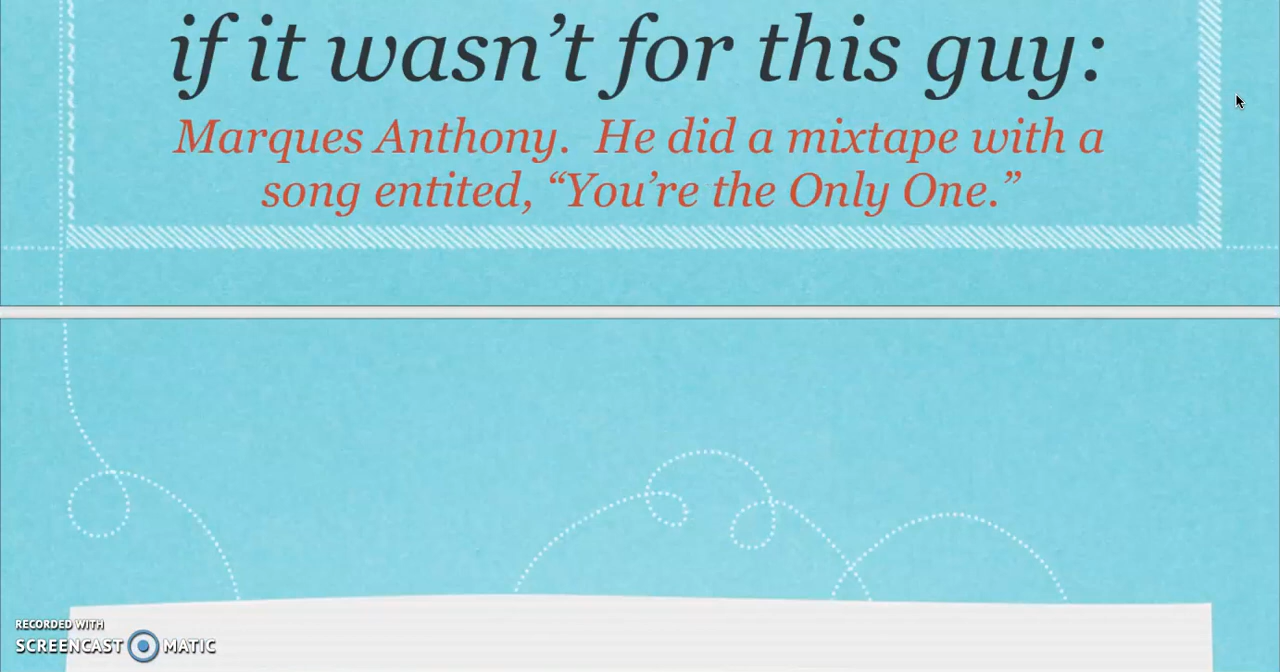 if it wasn’t for this guy:
Marques Anthony.  He did a mixtape with a
song entited, “You’re the Only One.”
RECORDED WITH
SCREENCAST MATIC